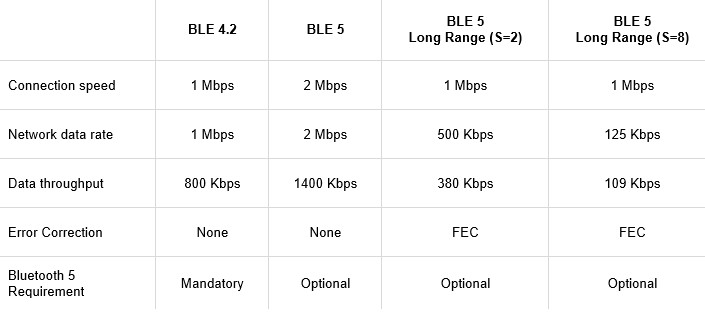 BLE 4.2 BLE 5 BLE 5 Long Range (S=2) BLE 5 Long Range (S=8)
Connection speed 1 Mbps 2 Mbps 1 Mbps 1 Mbps
Network data rate 1 Mbps 2 Mbps 500 Kbps 125 Kbps
Data throughput 800 Kbps 1400 Kbps 380 Kbps 109 Kbps
Error Correction None None FEC FEC
Bluetooth 5 Requirement Mandatory Optional Optional Optional